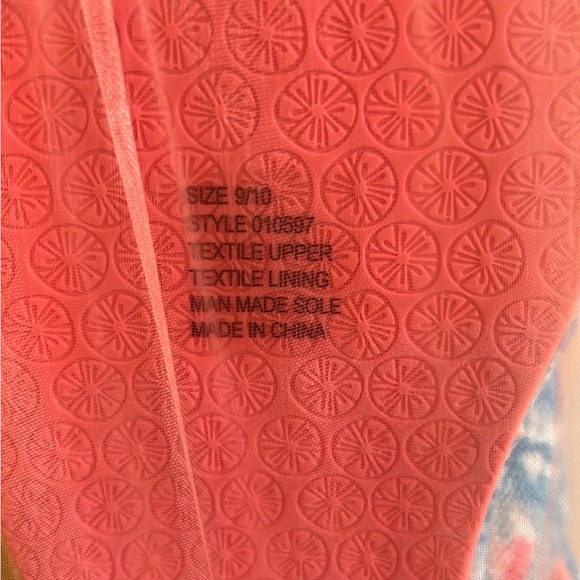 SIZE 9/10
STYLE 010597
TEXTILE UPPER
TEXTILE LINING
MAN MADE SOLE
MADE IN CHINA